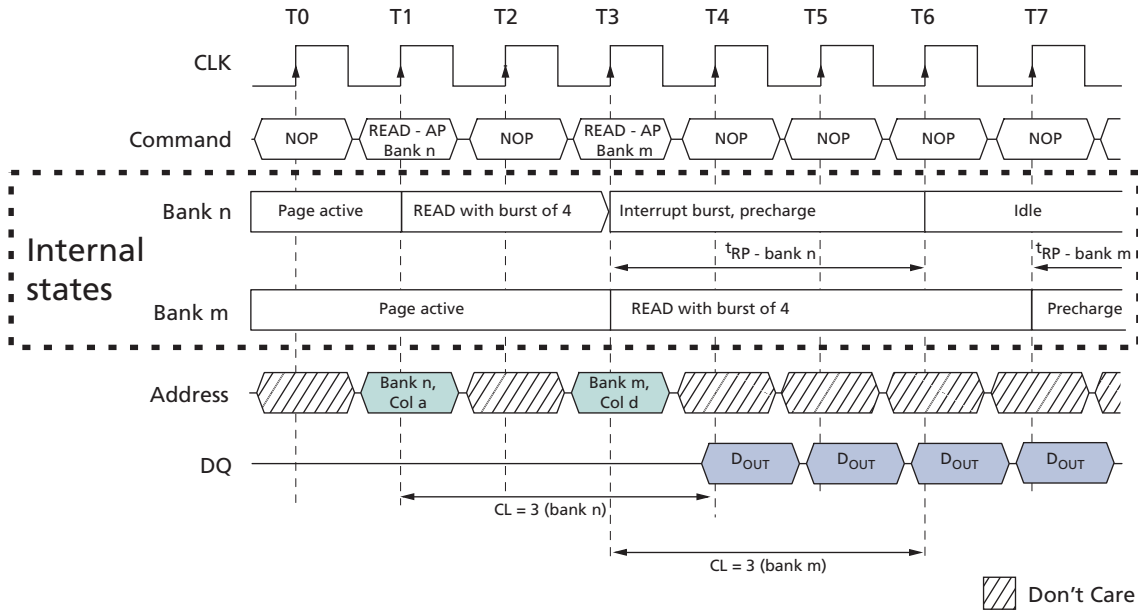 T0 T1 T2 T3 T4 T5 T6 T7
CLK
Command NOP READ - AP Bank n NOP READ - AP Bank m NOP NOP NOP NOP
Bank n Page active READ with burst of 4 Interrupt burst, precharge Idle
Internal
states
tRP - bank n tRP - bank m
Bank m Page active READ with burst of 4 Precharge
Address Bank n, Col a Bank m, Col d
DQ DOUT DOUT DOUT DOUT
CL = 3 (bank n)
CL = 3 (bank m)
Don't Care